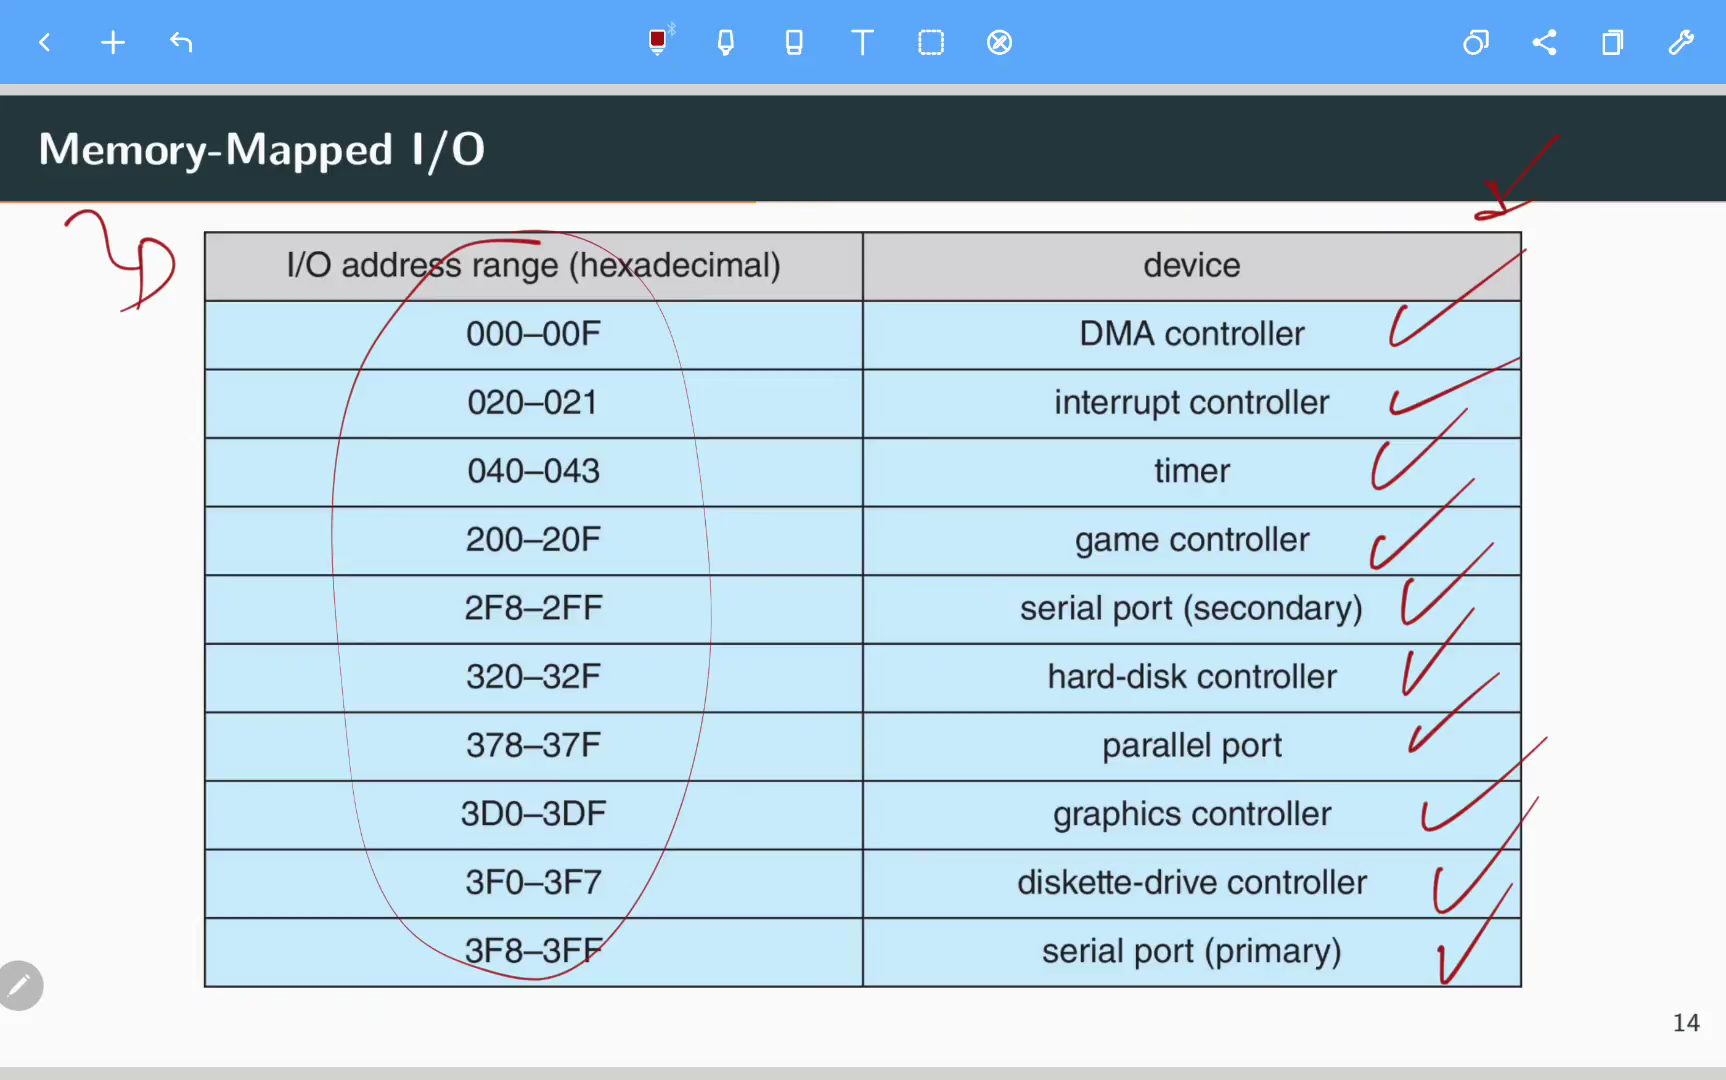 Memory-Mapped I/O
I/O address range (hexadecimal) device
000–00F DMA controller
020–021 interrupt controller
040–043 timer
200–20F game controller
2F8–2FF serial port (secondary)
320–32F hard-disk controller
378–37F parallel port
3D0–3DF graphics controller
3F0–3F7 diskette-drive controller
3F8–3FF serial port (primary)
14